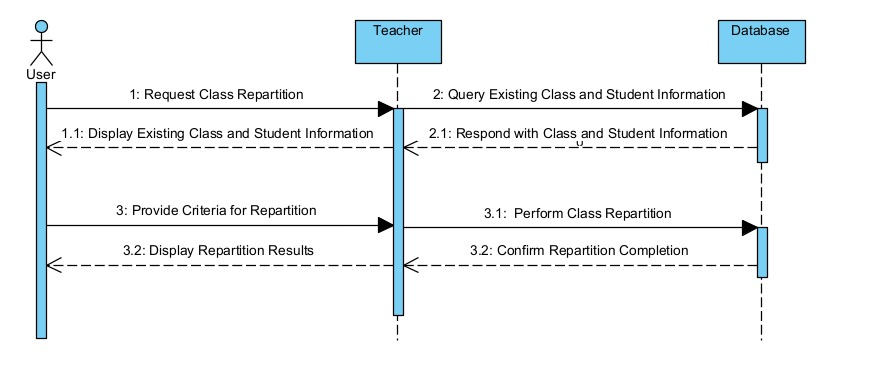 Teacher
Database
User
1: Request Class Repartition
2: Query Existing Class and Student Information
1.1: Display Existing Class and Student Information
2.1: Respond with Class and Student Information
3: Provide Criteria for Repartition
3.1: Perform Class Repartition
3.2: Display Repartition Results
3.2: Confirm Repartition Completion